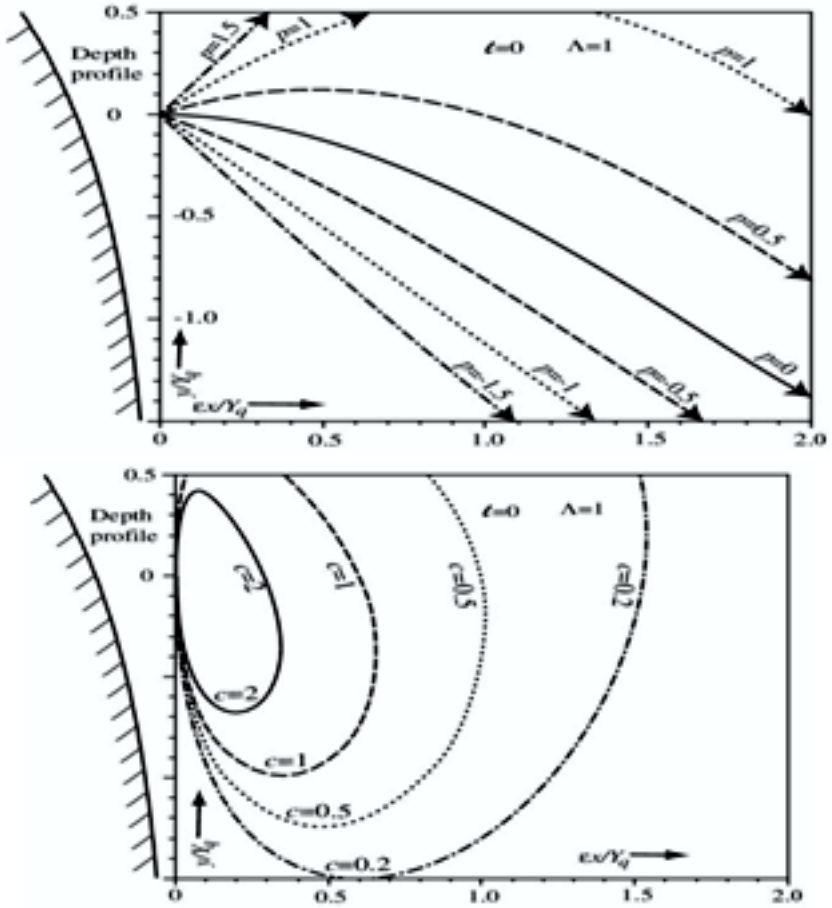 0.5
Depth
profile
p=1.5
p=1
ℓ=0 Λ=1
p=1
0
-0.5
p=0.5
-1.0
p=-1.5
p=-1
p=-0.5
p=0
εx/Yq
0 0.5 1.0 1.5 2.0
0.5
Depth
profile
ℓ=0 Λ=1
0
c=2
c=1
c=0.5
c=0.2
c=2
c=1
c=0.5
c=0.2
εx/Yq
0 0.5 1.0 1.5 2.0